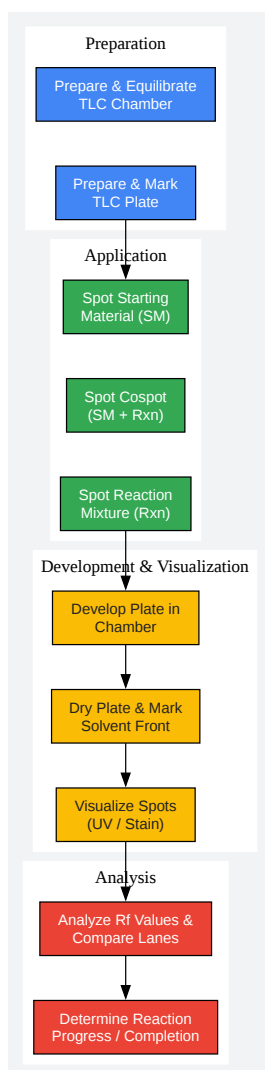 Preparation
Prepare & Equilibrate
TLC Chamber
Prepare & Mark
TLC Plate
Application
Spot Starting
Material (SM)
Spot Cospot
(SM + Rxn)
Spot Reaction
Mixture (Rxn)
Development & Visualization
Develop Plate in
Chamber
Dry Plate & Mark
Solvent Front
Visualize Spots
(UV / Stain)
Analysis
Analyze Rf Values &
Compare Lanes
Determine Reaction
Progress / Completion